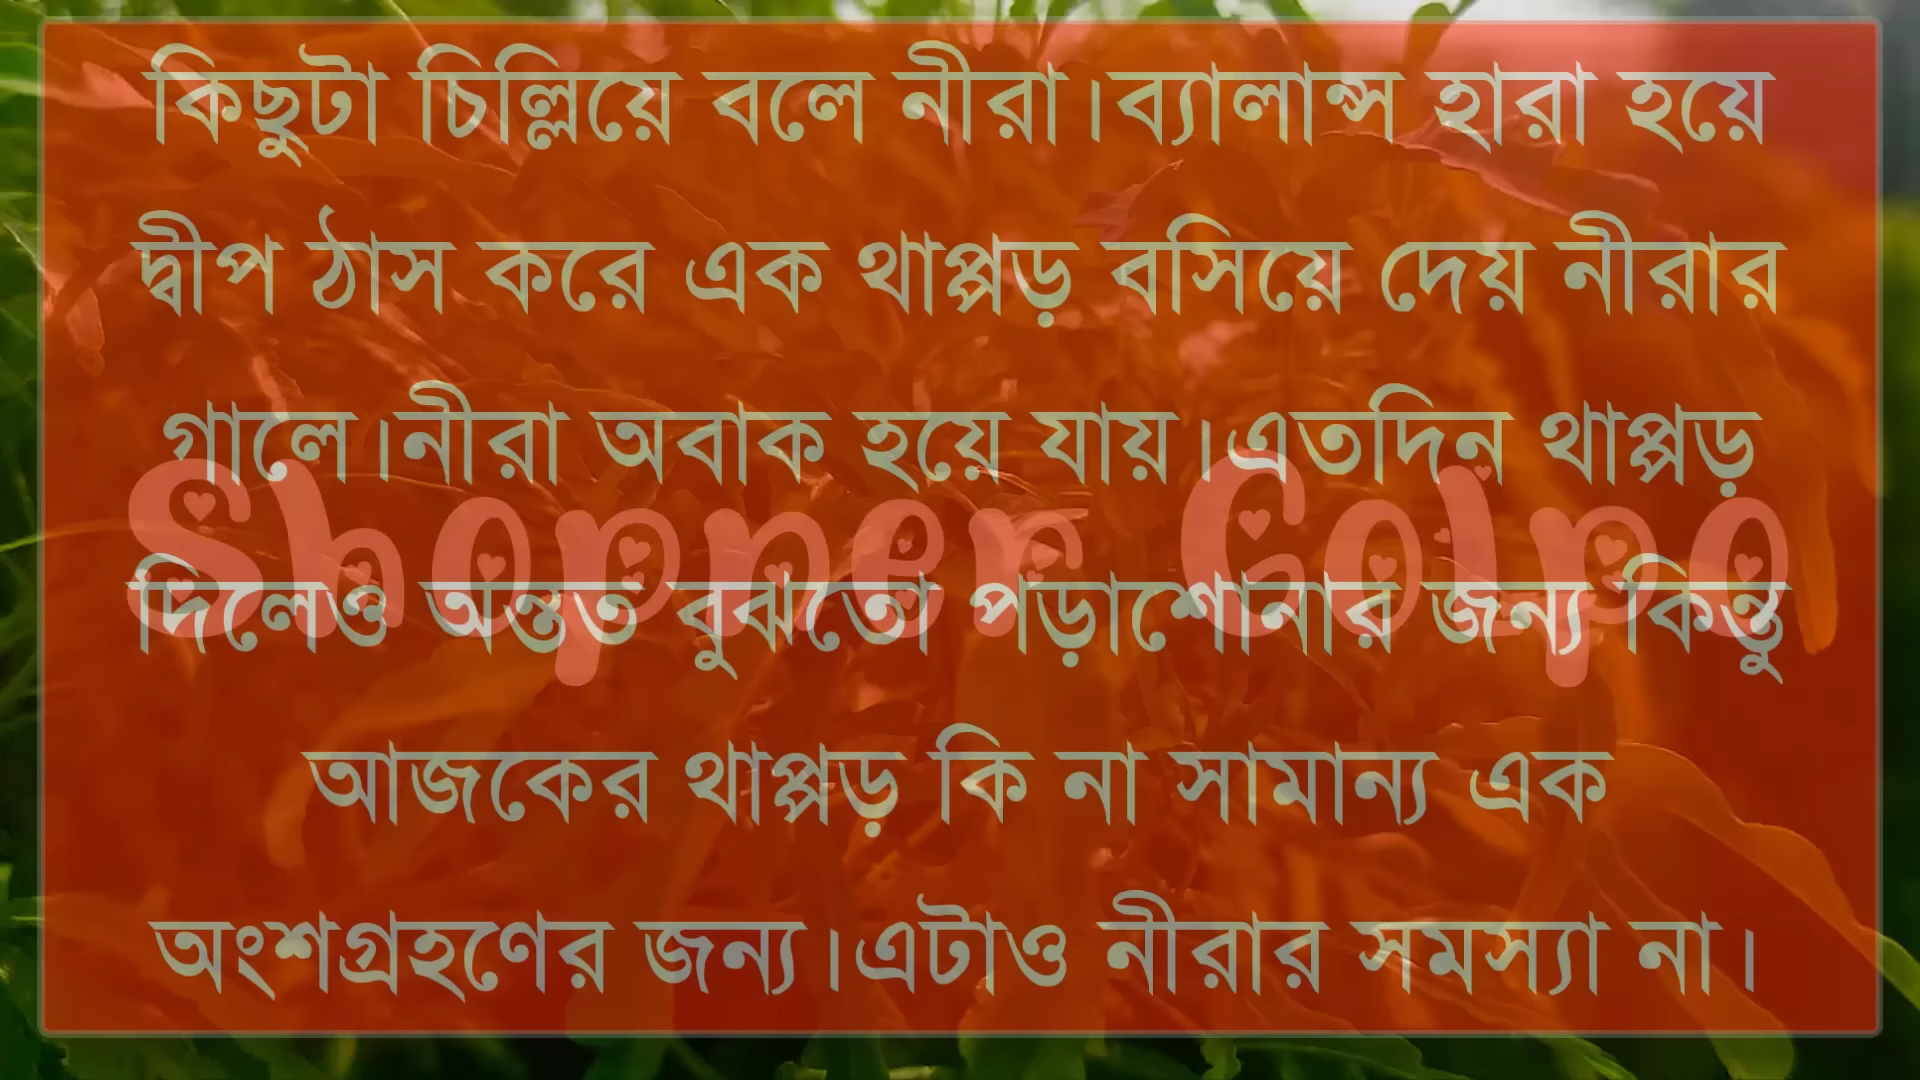 কিছুটা চিল্লিয়ে বলে নীরা।ব্যালান্স হারা হয়ে
দ্বীপ ঠাস করে এক থাপ্পড় বসিয়ে দেয় নীরার
গালে।নীরা অবাক হয়ে যায়।এতদিন থাপ্পড়
Shopner Golpo
দিলেও অন্তত বুঝতো পড়াশোনার জন্য কিন্তু
আজকের থাপ্পড় কি না সামান্য এক
অংশগ্রহণের জন্য।এটাও নীরার সমস্যা না।